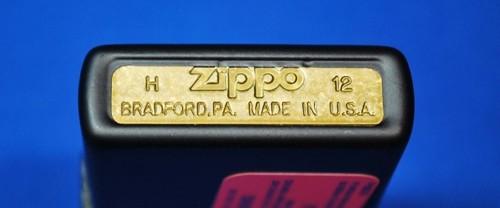 H Zippo 12
BRADFORD, PA. MADE IN U.S.A.